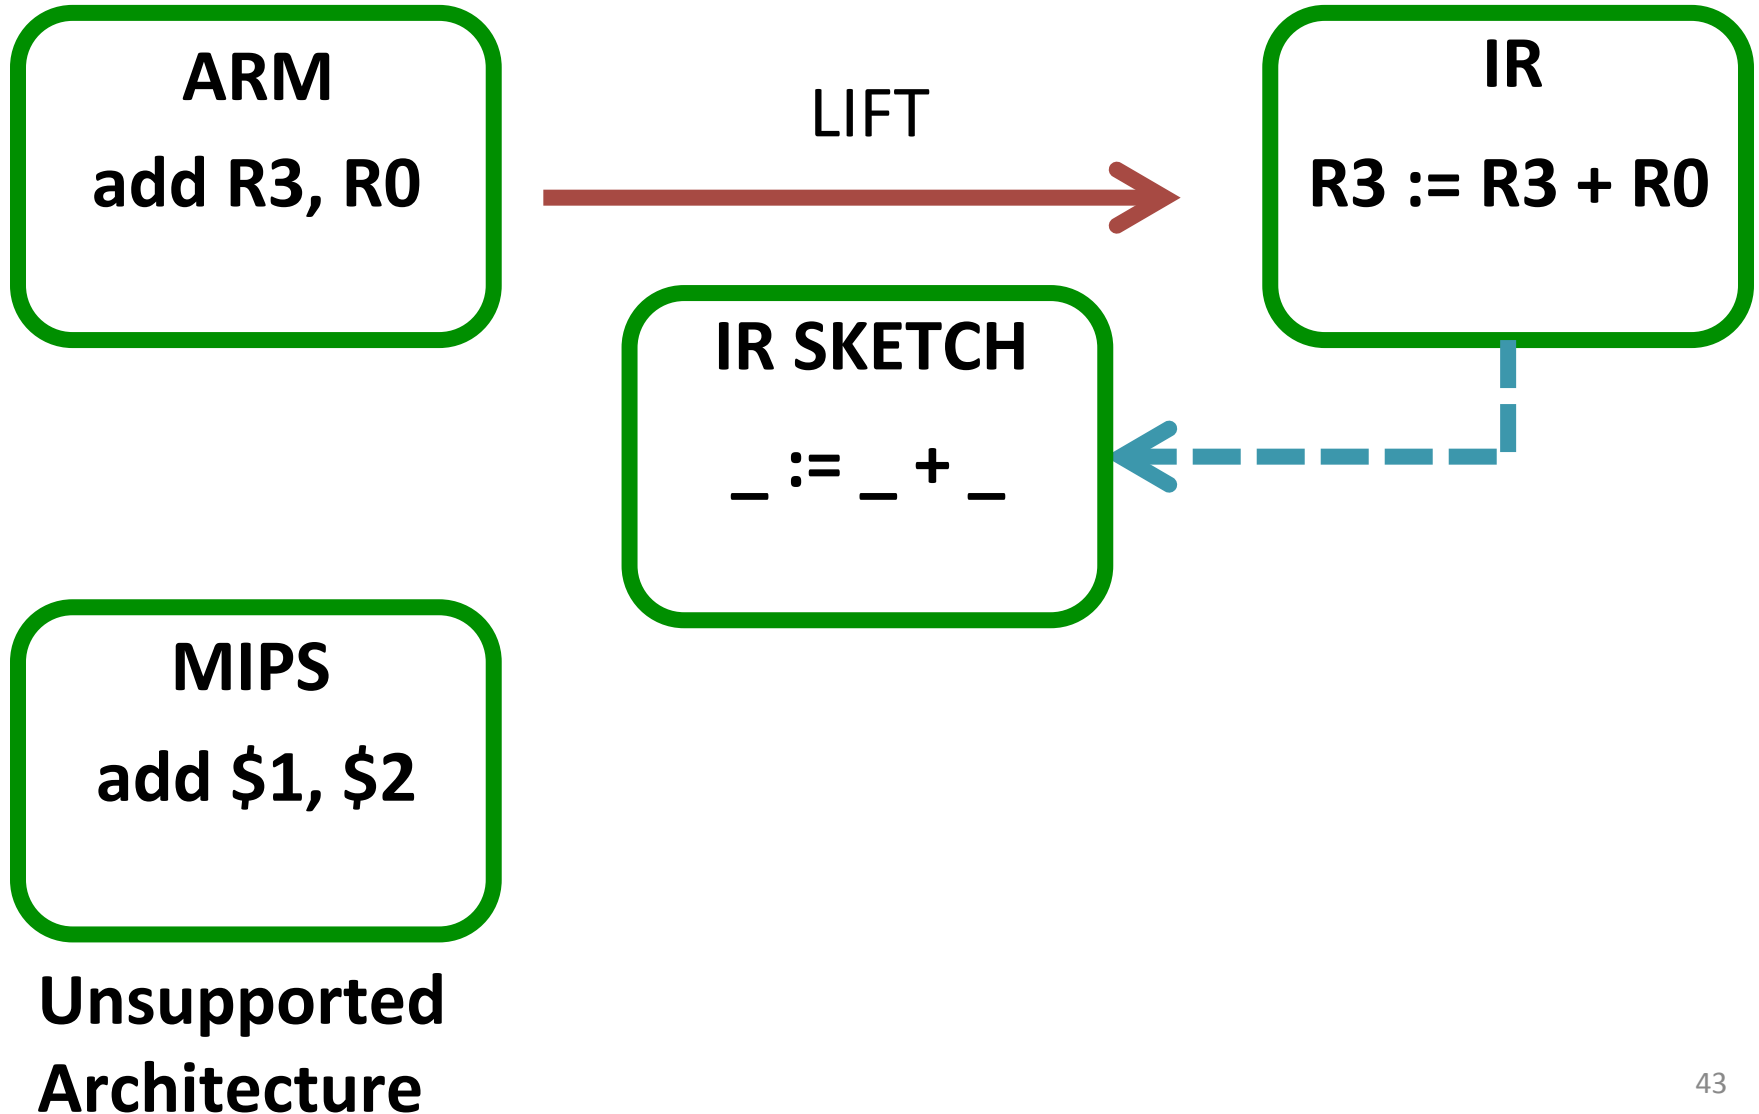 ARM
add R3, R0
LIFT
IR
R3 := R3 + R0
IR SKETCH
_ := _ + _
MIPS
add $1, $2
Unsupported
Architecture
43